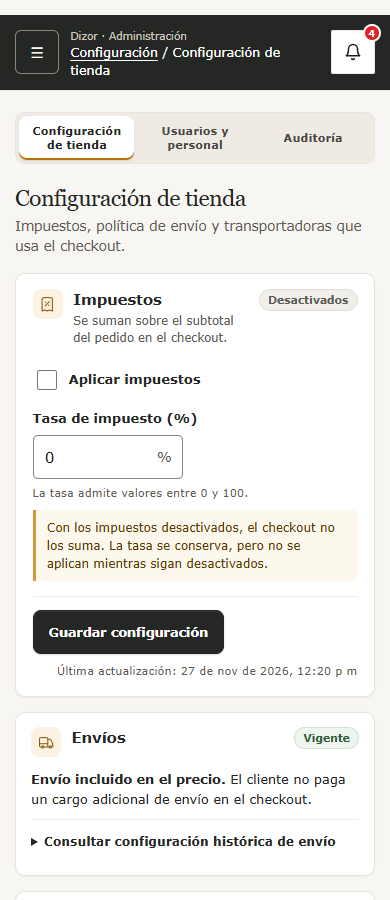 Dizor · Administración
Configuración / Configuración de
tienda
4
Configuración
de tienda
Usuarios y
personal
Auditoría
Configuración de tienda
Impuestos, política de envío y transportadoras que
usa el checkout.
Impuestos
Desactivados
Se suman sobre el subtotal
del pedido en el checkout.
Aplicar impuestos
Tasa de impuesto (%)
0 %
La tasa admite valores entre 0 y 100.
Con los impuestos desactivados, el checkout no
los suma. La tasa se conserva, pero no se
aplican mientras sigan desactivados.
Guardar configuración
Última actualización: 27 de nov de 2026, 12:20 p m
Envíos
Vigente
Envío incluido en el precio. El cliente no paga
un cargo adicional de envío en el checkout.
Consultar configuración histórica de envío